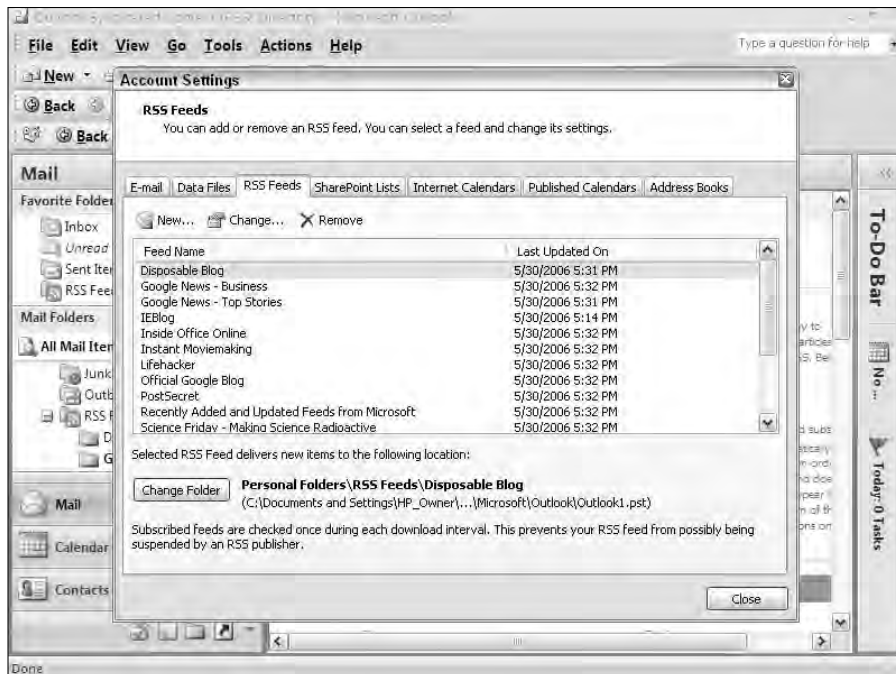 File Edit View Go Tools Actions Help
Type a question for help
New
Back
Back
Account Settings
RSS Feeds
You can add or remove an RSS feed. You can select a feed and change its settings.
E-mail Data Files RSS Feeds SharePoint Lists Internet Calendars Published Calendars Address Books
New... Change... Remove
Feed Name Last Updated On
Disposable Blog 5/30/2006 5:31 PM
Google News - Business 5/30/2006 5:32 PM
Google News - Top Stories 5/30/2006 5:31 PM
IEBlog 5/30/2006 5:14 PM
Inside Office Online 5/30/2006 5:32 PM
Instant Moviemaking 5/30/2006 5:32 PM
Lifehacker 5/30/2006 5:32 PM
Official Google Blog 5/30/2006 5:32 PM
PostSecret 5/30/2006 5:32 PM
Recently Added and Updated Feeds from Microsoft 5/30/2006 5:32 PM
Science Friday - Making Science Radioactive 5/30/2006 5:32 PM
Selected RSS Feed delivers new items to the following location:
Change Folder Personal Folders\RSS Feeds\Disposable Blog
(C:\Documents and Settings\HP_Owner\...\Microsoft\Outlook\Outlook1.pst)
Subscribed feeds are checked once during each download interval. This prevents your RSS feed from possibly being
suspended by an RSS publisher.
Close
Mail
Favorite Folder
Inbox
Unread
Sent Iter
RSS Fee
Mail Folders
All Mail Iten
Junk
Outb
RSS F
D
G
Mail
Calendar
Contacts
To-Do Bar
No ...
Today: 0 Tasks
Done